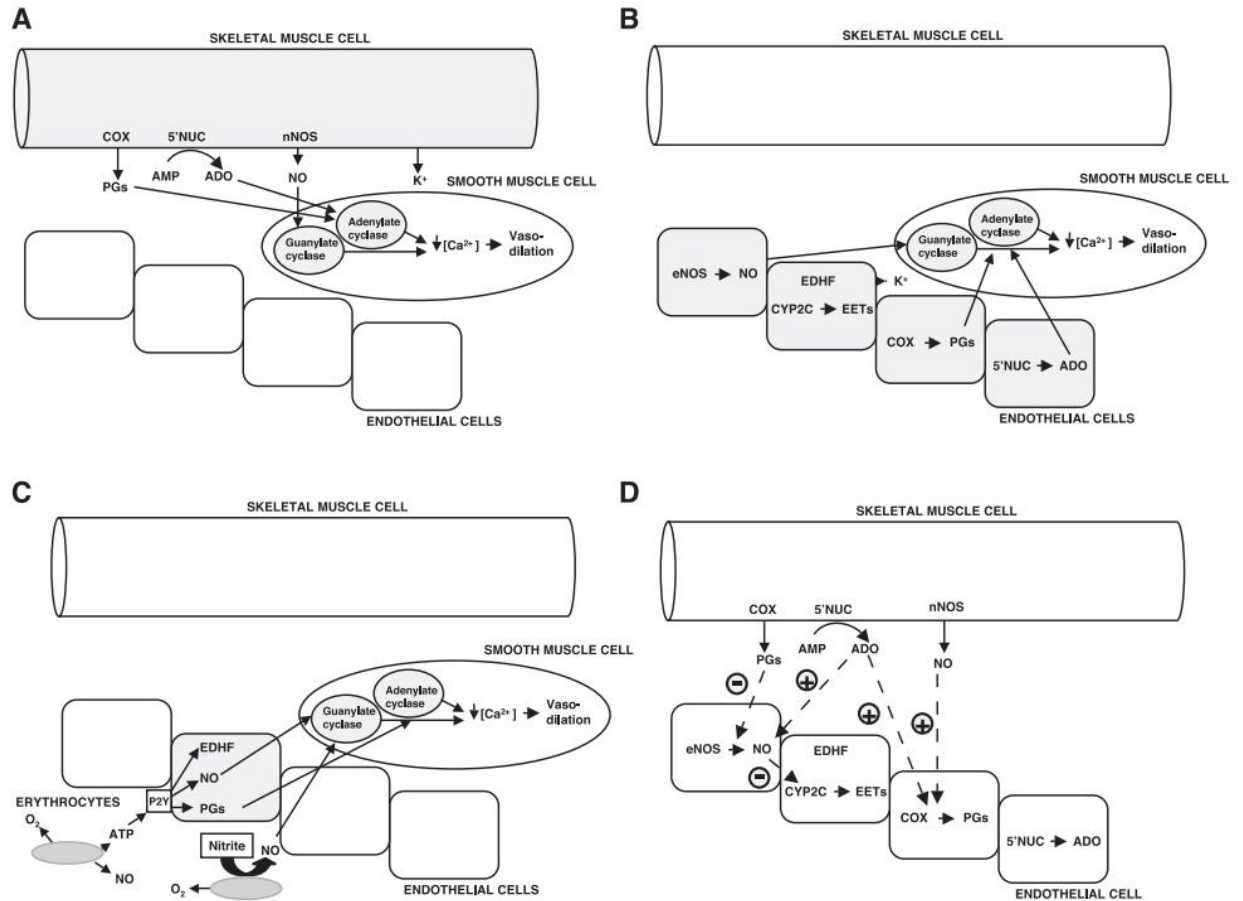 A
SKELETAL MUSCLE CELL
COX
5'NUC
nNOS
PGs
AMP
ADO
NO
K+
SMOOTH MUSCLE CELL
Adenylate
cyclase
Guanylate
cyclase
[Ca2+]
Vaso-
dilation
ENDOTHELIAL CELLS
B
SKELETAL MUSCLE CELL
SMOOTH MUSCLE CELL
Adenylate
cyclase
Guanylate
cyclase
[Ca2+]
Vaso-
dilation
eNOS
NO
EDHF
K+
CYP2C
EETs
COX
PGs
5'NUC
ADO
ENDOTHELIAL CELLS
C
SKELETAL MUSCLE CELL
SMOOTH MUSCLE CELL
Adenylate
cyclase
Guanylate
cyclase
[Ca2+]
Vaso-
dilation
EDHF
NO
PGs
P2Y
ERYTHROCYTES
O2
ATP
NO
Nitrite
NO
O2
ENDOTHELIAL CELLS
D
SKELETAL MUSCLE CELL
COX
5'NUC
nNOS
PGs
AMP
ADO
NO
−
+
+
+
eNOS
NO
−
EDHF
CYP2C
EETs
COX
PGs
5'NUC
ADO
ENDOTHELIAL CELL